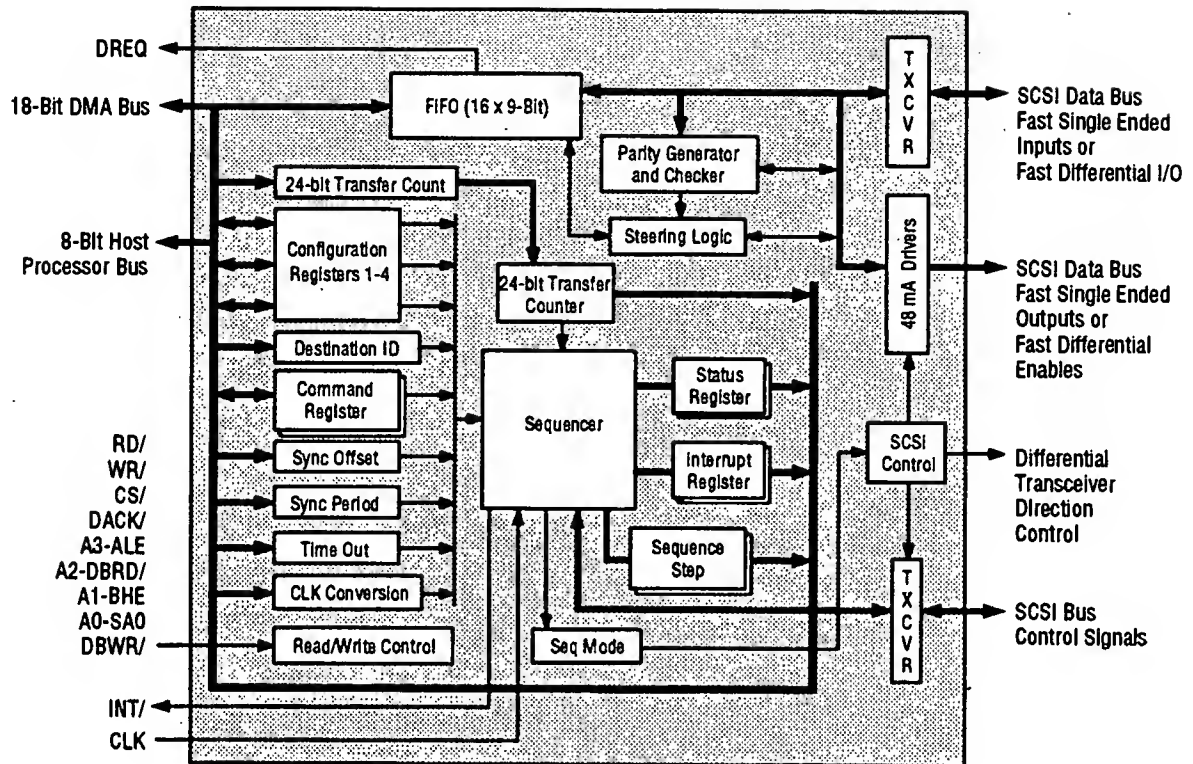 DREQ
18-Bit DMA Bus
8-Bit Host
Processor Bus
RD/
WR/
CS/
DACK/
A3-ALE
A2-DBRD/
A1-BHE
A0-SA0
DBWR/
INT/
CLK
FIFO (16 x 9-Bit)
24-bit Transfer Count
Configuration
Registers 1-4
Destination ID
Command
Register
Sync Offset
Sync Period
Time Out
CLK Conversion
Read/Write Control
Parity Generator
and Checker
Steering Logic
24-bit Transfer
Counter
Sequencer
Status
Register
Interrupt
Register
Sequence
Step
Seq Mode
TXCVR
48 mA Drivers
SCSI
Control
TXCVR
SCSI Data Bus
Fast Single Ended
Inputs or
Fast Differential I/O
SCSI Data Bus
Fast Single Ended
Outputs or
Fast Differential
Enables
Differential
Transceiver
Direction
Control
SCSI Bus
Control Signals